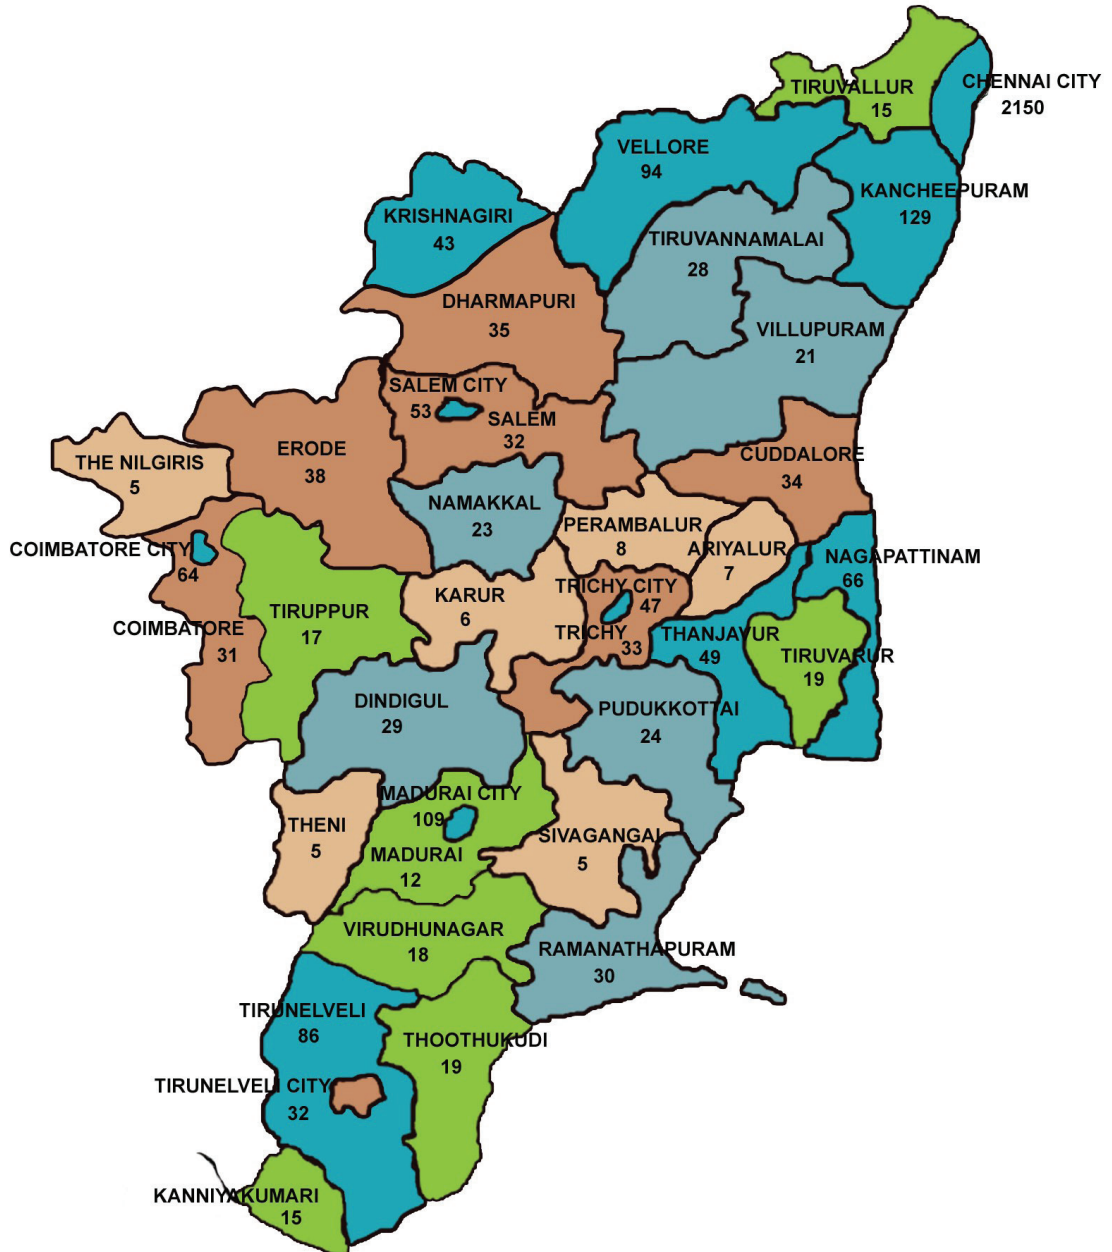 TIRUVALLUR
15
CHENNAI CITY
2150
VELLORE
94
KANCHEEPURAM
129
KRISHNAGIRI
43
TIRUVANNAMALAI
28
DHARMAPURI
35
VILLUPURAM
21
SALEM CITY
53
SALEM
32
ERODE
38
THE NILGIRIS
5
CUDDALORE
34
NAMAKKAL
23
PERAMBALUR
8
ARIYALUR
7
COIMBATORE CITY
64
NAGAPATTINAM
66
TRICHY CITY
47
KARUR
6
TIRUPPUR
17
COIMBATORE
31
TRICHY
33
THANJAVUR
49
TIRUVARUR
19
DINDIGUL
29
PUDUKKOTTAI
24
MADURAI CITY
109
THENI
5
SIVAGANGAI
5
MADURAI
12
VIRUDHUNAGAR
18
RAMANATHAPURAM
30
TIRUNELVELI
86
THOOTHUKUDI
19
TIRUNELVELI CITY
32
KANNIYAKUMARI
15